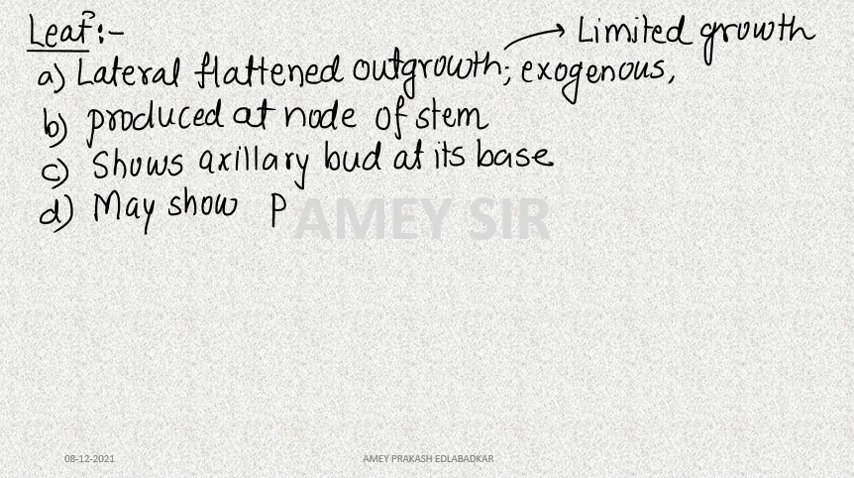 Leaf:-
Limited growth
a) Lateral flattened outgrowth; exogenous,
b) produced at node of stem
c) Shows axillary bud at its base
d) May show P
AMEY SIR
08-12-2021
AMEY PRAKASH EDLABADKAR